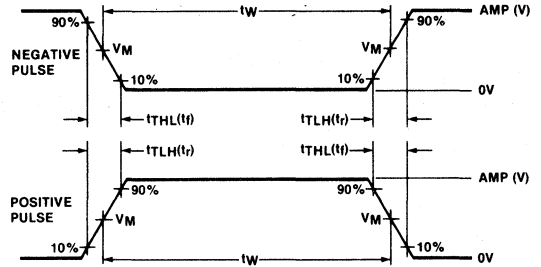 tW
90%
90%
AMP (V)
NEGATIVE
PULSE
VM
VM
10%
10%
0V
tTHL(tf)
tTLH(tr)
tTLH(tr)
tTHL(tf)
AMP (V)
POSITIVE
PULSE
90%
90%
VM
VM
10%
10%
tW
0V